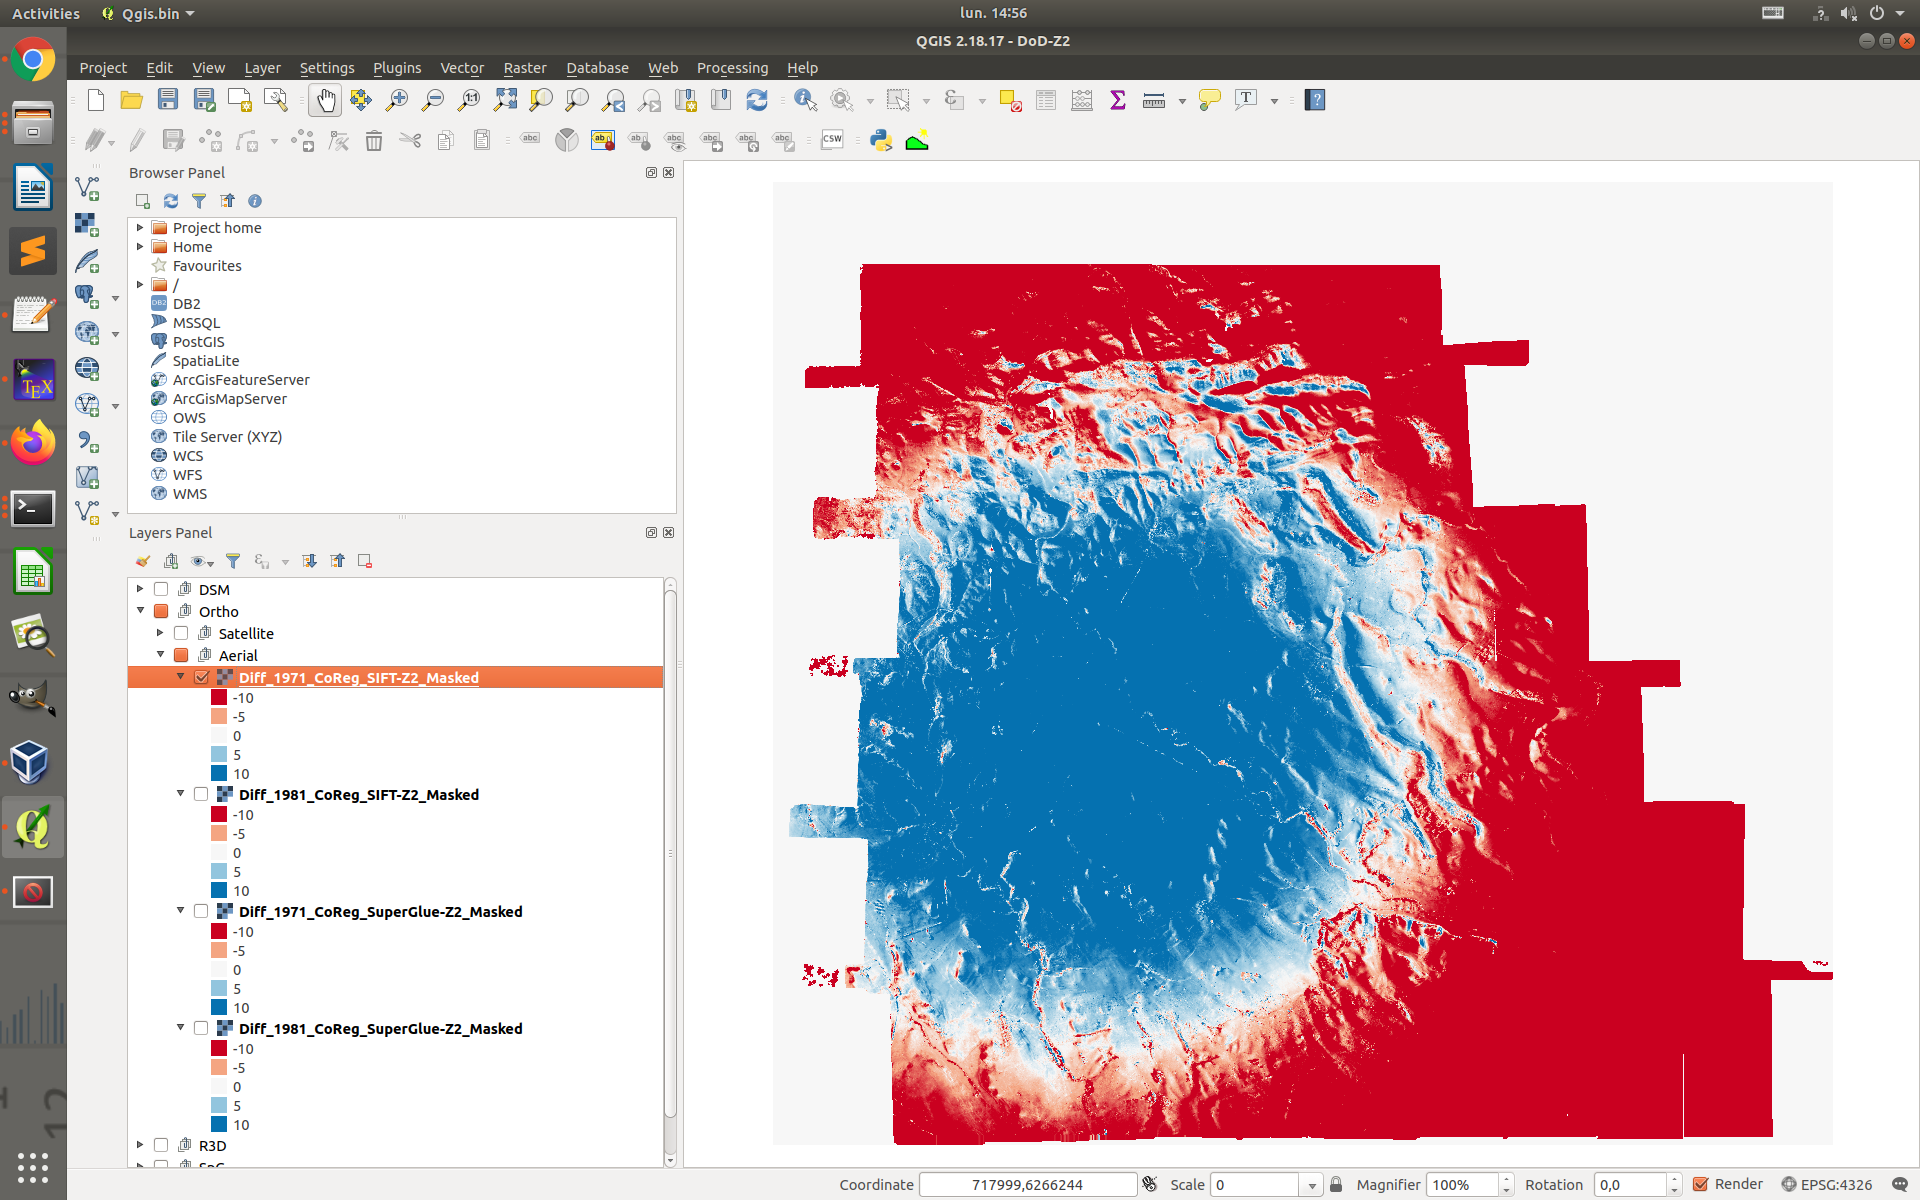 Activities
Qgis.bin
lun. 14:56
QGIS 2.18.17 - DoD-Z2
Project Edit View Layer Settings Plugins Vector Raster Database Web Processing Help
Browser Panel
Project home
Home
Favourites
/
DB2
MSSQL
PostGIS
SpatiaLite
ArcGisFeatureServer
ArcGisMapServer
OWS
Tile Server (XYZ)
WCS
WFS
WMS
Layers Panel
DSM
Ortho
Satellite
Aerial
Diff_1971_CoReg_SIFT-Z2_Masked
-10
-5
0
5
10
Diff_1981_CoReg_SIFT-Z2_Masked
-10
-5
0
5
10
Diff_1971_CoReg_SuperGlue-Z2_Masked
-10
-5
0
5
10
Diff_1981_CoReg_SuperGlue-Z2_Masked
-10
-5
0
5
10
R3D
Coordinate 717999,6266244 Scale 0 Magnifier 100% Rotation 0,0 Render EPSG:4326